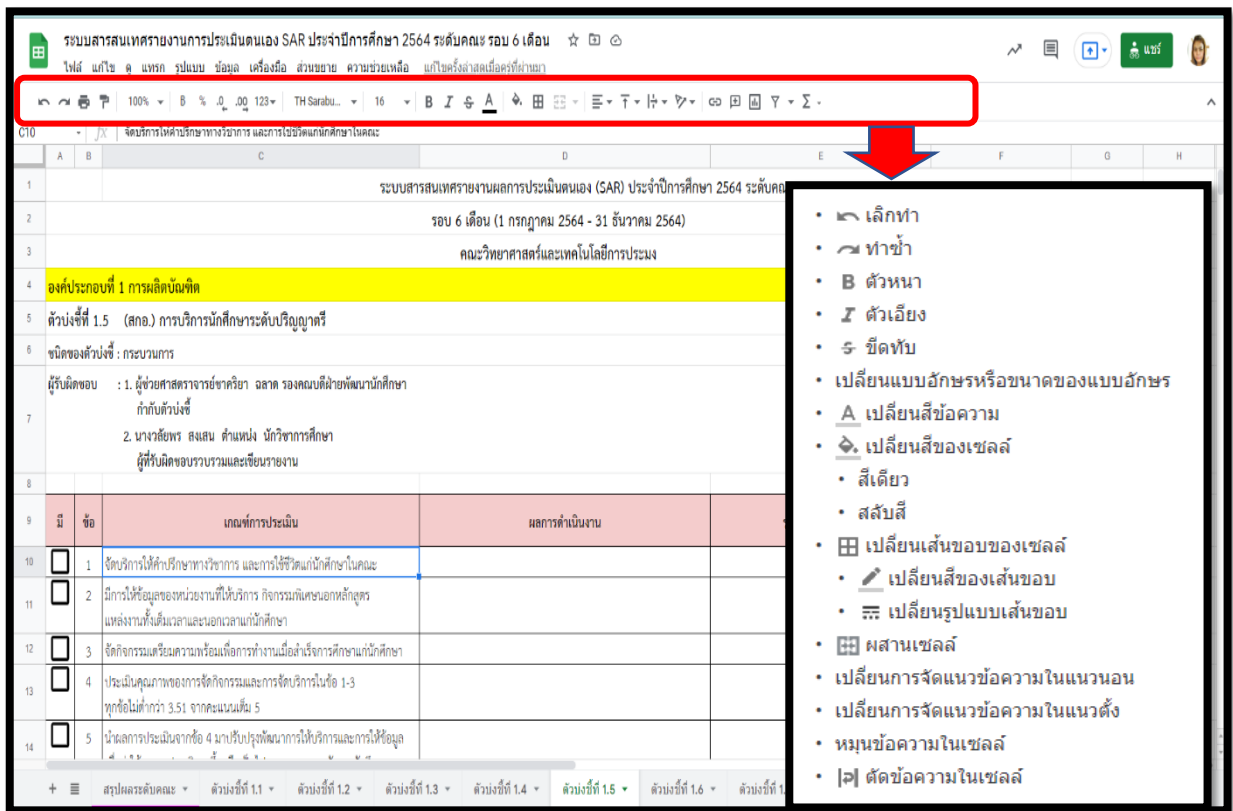 ระบบสารสนเทศรายงานการประเมินตนเอง SAR ประจำปีการศึกษา 2564 ระดับคณะ รอบ 6 เดือน
ไฟล์ แก้ไข ดู แทรก รูปแบบ ข้อมูล เครื่องมือ ส่วนขยาย ความช่วยเหลือ แก้ไขครั้งล่าสุดเมื่อครู่ที่ผ่านมา
แชร์
100% B % .0 .00 123 TH Sarabu... 16 B I S A
C10 fx จัดบริการให้คำปรึกษาทางวิชาการ และการใช้ชีวิตแก่นักศึกษาในคณะ
A B C D E F G H
1 ระบบสารสนเทศรายงานผลการประเมินตนเอง (SAR) ประจำปีการศึกษา 2564 ระดับคณ
2 รอบ 6 เดือน (1 กรกฎาคม 2564 - 31 ธันวาคม 2564)
3 คณะวิทยาศาสตร์และเทคโนโลยีการประมง
4 องค์ประกอบที่ 1 การผลิตบัณฑิต
5 ตัวบ่งชี้ที่ 1.5 (สกอ.) การบริการนักศึกษาระดับปริญญาตรี
6 ชนิดของตัวบ่งชี้ : กระบวนการ
7 ผู้รับผิดชอบ : 1. ผู้ช่วยศาสตราจารย์ชาคริยา ฉลาด รองคณบดีฝ่ายพัฒนานักศึกษา
กำกับตัวบ่งชี้
2. นางวลัยพร สงเสน ตำแหน่ง นักวิชาการศึกษา
ผู้ที่รับผิดชอบรวบรวมและเขียนรายงาน
8
9 มี ข้อ เกณฑ์การประเมิน ผลการดำเนินงาน
10 1 จัดบริการให้คำปรึกษาทางวิชาการ และการใช้ชีวิตแก่นักศึกษาในคณะ
11 2 มีการให้ข้อมูลของหน่วยงานที่ให้บริการ กิจกรรมพิเศษนอกหลักสูตร
แหล่งงานทั้งเต็มเวลาและนอกเวลาแก่นักศึกษา
12 3 จัดกิจกรรมเตรียมความพร้อมเพื่อการทำงานเมื่อสำเร็จการศึกษาแก่นักศึกษา
13 4 ประเมินคุณภาพของการจัดกิจกรรมและการจัดบริการในข้อ 1-3
ทุกข้อไม่ต่ำกว่า 3.51 จากคะแนนเต็ม 5
14 5 นำผลการประเมินจากข้อ 4 มาปรับปรุงพัฒนาการให้บริการและการให้ข้อมูล
สรุปผลระดับคณะ ตัวบ่งชี้ที่ 1.1 ตัวบ่งชี้ที่ 1.2 ตัวบ่งชี้ที่ 1.3 ตัวบ่งชี้ที่ 1.4 ตัวบ่งชี้ที่ 1.5 ตัวบ่งชี้ที่ 1.6 ตัวบ่งชี้ที่ 1.
• เลิกทำ
• ทำซ้ำ
• B ตัวหนา
• I ตัวเอียง
• S ขีดทับ
• เปลี่ยนแบบอักษรหรือขนาดของแบบอักษร
• A เปลี่ยนสีข้อความ
• เปลี่ยนสีของเซลล์
• สีเดียว
• สลับสี
• เปลี่ยนเส้นขอบของเซลล์
• เปลี่ยนสีของเส้นขอบ
• เปลี่ยนรูปแบบเส้นขอบ
• ผสานเซลล์
• เปลี่ยนการจัดแนวข้อความในแนวนอน
• เปลี่ยนการจัดแนวข้อความในแนวตั้ง
• หมุนข้อความในเซลล์
• ตัดข้อความในเซลล์